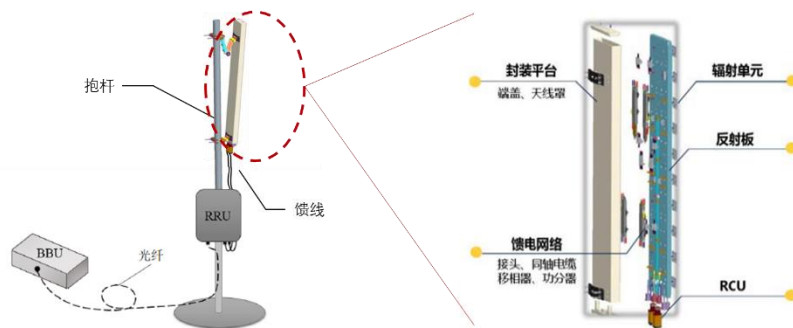 抱杆
馈线
RRU
BBU
光纤
封装平台
端盖、天线罩
辐射单元
反射板
馈电网络
接头、同轴电缆
移相器、功分器
RCU